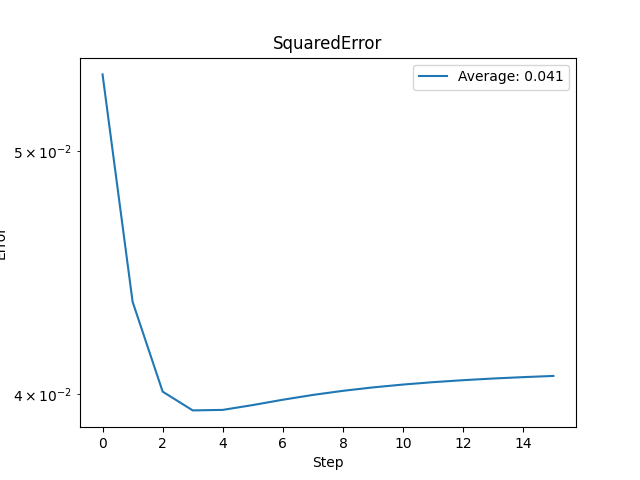 SquaredError
Average: 0.041
5 × 10⁻²
4 × 10⁻²
Error
0 2 4 6 8 10 12 14
Step